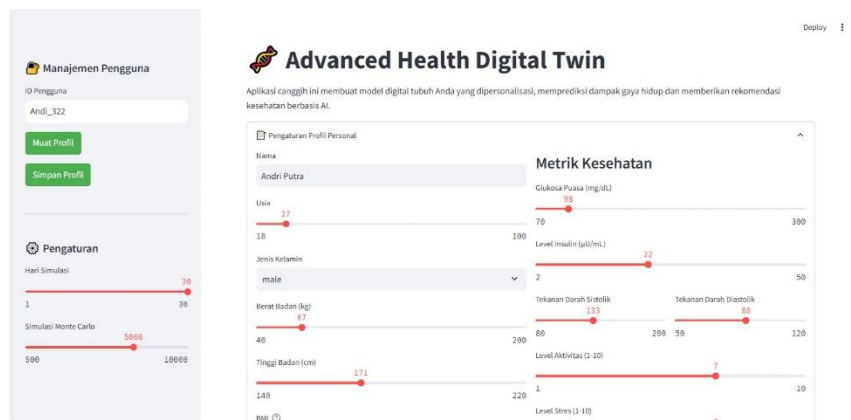 Deploy
Manajemen Pengguna
ID Pengguna
Andi_322
Muat Profil
Simpan Profil
Pengaturan
Hari Simulasi
30
1 30
Simulasi Monte Carlo
5000
500 10000
Advanced Health Digital Twin
Aplikasi canggih ini membuat model digital tubuh Anda yang dipersonalisasi, memprediksi dampak gaya hidup dan memberikan rekomendasi
kesehatan berbasis AI.
Pengaturan Profil Personal
Nama
Andri Putra
Usia
27
18 100
Jenis Kelamin
male
Berat Badan (kg)
67
40 200
Tinggi Badan (cm)
171
140 220
BMI
Metrik Kesehatan
Glukosa Puasa (mg/dL)
98
70 300
Level Insulin (μU/mL)
22
2 50
Tekanan Darah Sistolik Tekanan Darah Diastolik
133 88
80 200 50 120
Level Aktivitas (1-10)
7
1 10
Level Stres (1-10)